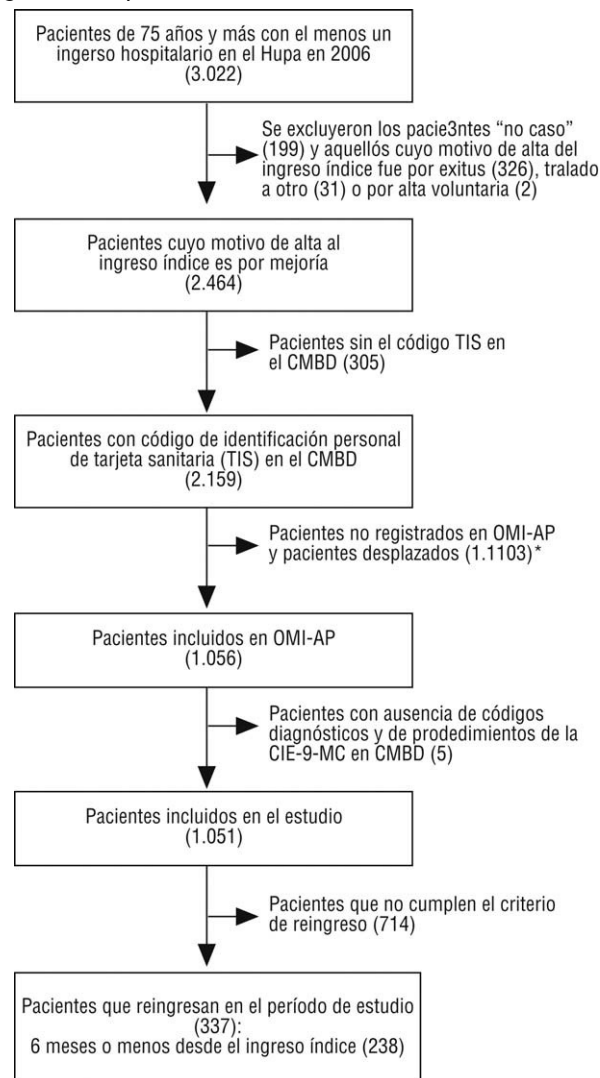 Pacientes de 75 años y más con el menos un
ingerso hospitalario en el Hupa en 2006
(3.022)
Se excluyeron los pacie3ntes “no caso”
(199) y aquellós cuyo motivo de alta del
ingreso índice fue por exitus (326), tralado
a otro (31) o por alta voluntaria (2)
Pacientes cuyo motivo de alta al
ingreso índice es por mejoría
(2.464)
Pacientes sin el código TIS en
el CMBD (305)
Pacientes con código de identificación personal
de tarjeta sanitaria (TIS) en el CMBD
(2.159)
Pacientes no registrados en OMI-AP
y pacientes desplazados (1.1103)*
Pacientes incluidos en OMI-AP
(1.056)
Pacientes con ausencia de códigos
diagnósticos y de prodedimientos de la
CIE-9-MC en CMBD (5)
Pacientes incluidos en el estudio
(1.051)
Pacientes que no cumplen el criterio
de reingreso (714)
Pacientes que reingresan en el período de estudio
(337):
6 meses o menos desde el ingreso índice (238)